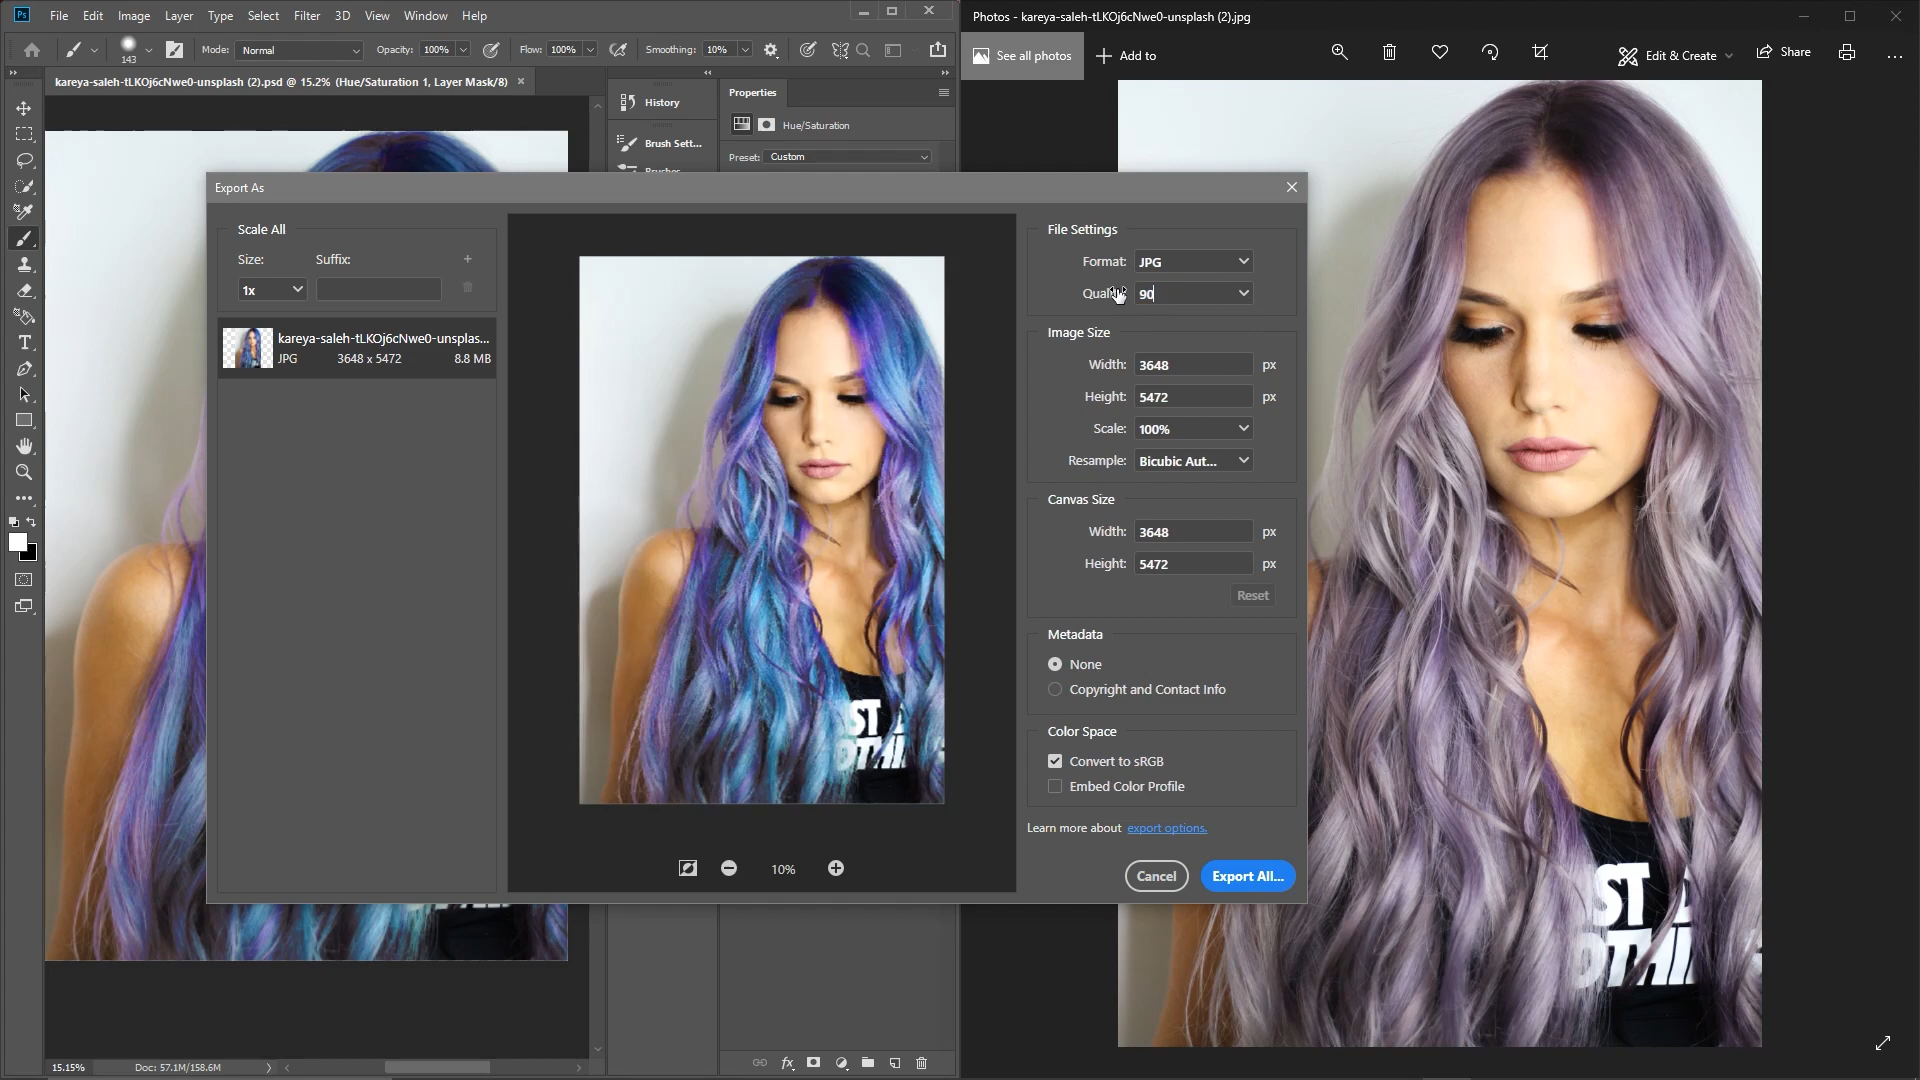 File Edit Image Layer Type Select Filter 3D View Window Help
143 Mode: Normal Opacity: 100% Flow: 100% Smoothing: 10%
kareya-saleh-tLKOj6cNwe0-unsplash (2).psd @ 15.2% (Hue/Saturation 1, Layer Mask/8)
History
Brush Sett...
Brushes
Properties
Hue/Saturation
Preset: Custom
Export As
Scale All
Size: Suffix:
1x
kareya-saleh-tLKOj6cNwe0-unsplas...
JPG 3648 x 5472 8.8 MB
10%
File Settings
Format: JPG
Quality: 90
Image Size
Width: 3648 px
Height: 5472 px
Scale: 100%
Resample: Bicubic Aut...
Canvas Size
Width: 3648 px
Height: 5472 px
Reset
Metadata
None
Copyright and Contact Info
Color Space
Convert to sRGB
Embed Color Profile
Learn more about export options.
Cancel Export All...
15.15% Doc: 57.1M/158.6M
Photos - kareya-saleh-tLKOj6cNwe0-unsplash (2).jpg
See all photos Add to Edit & Create Share